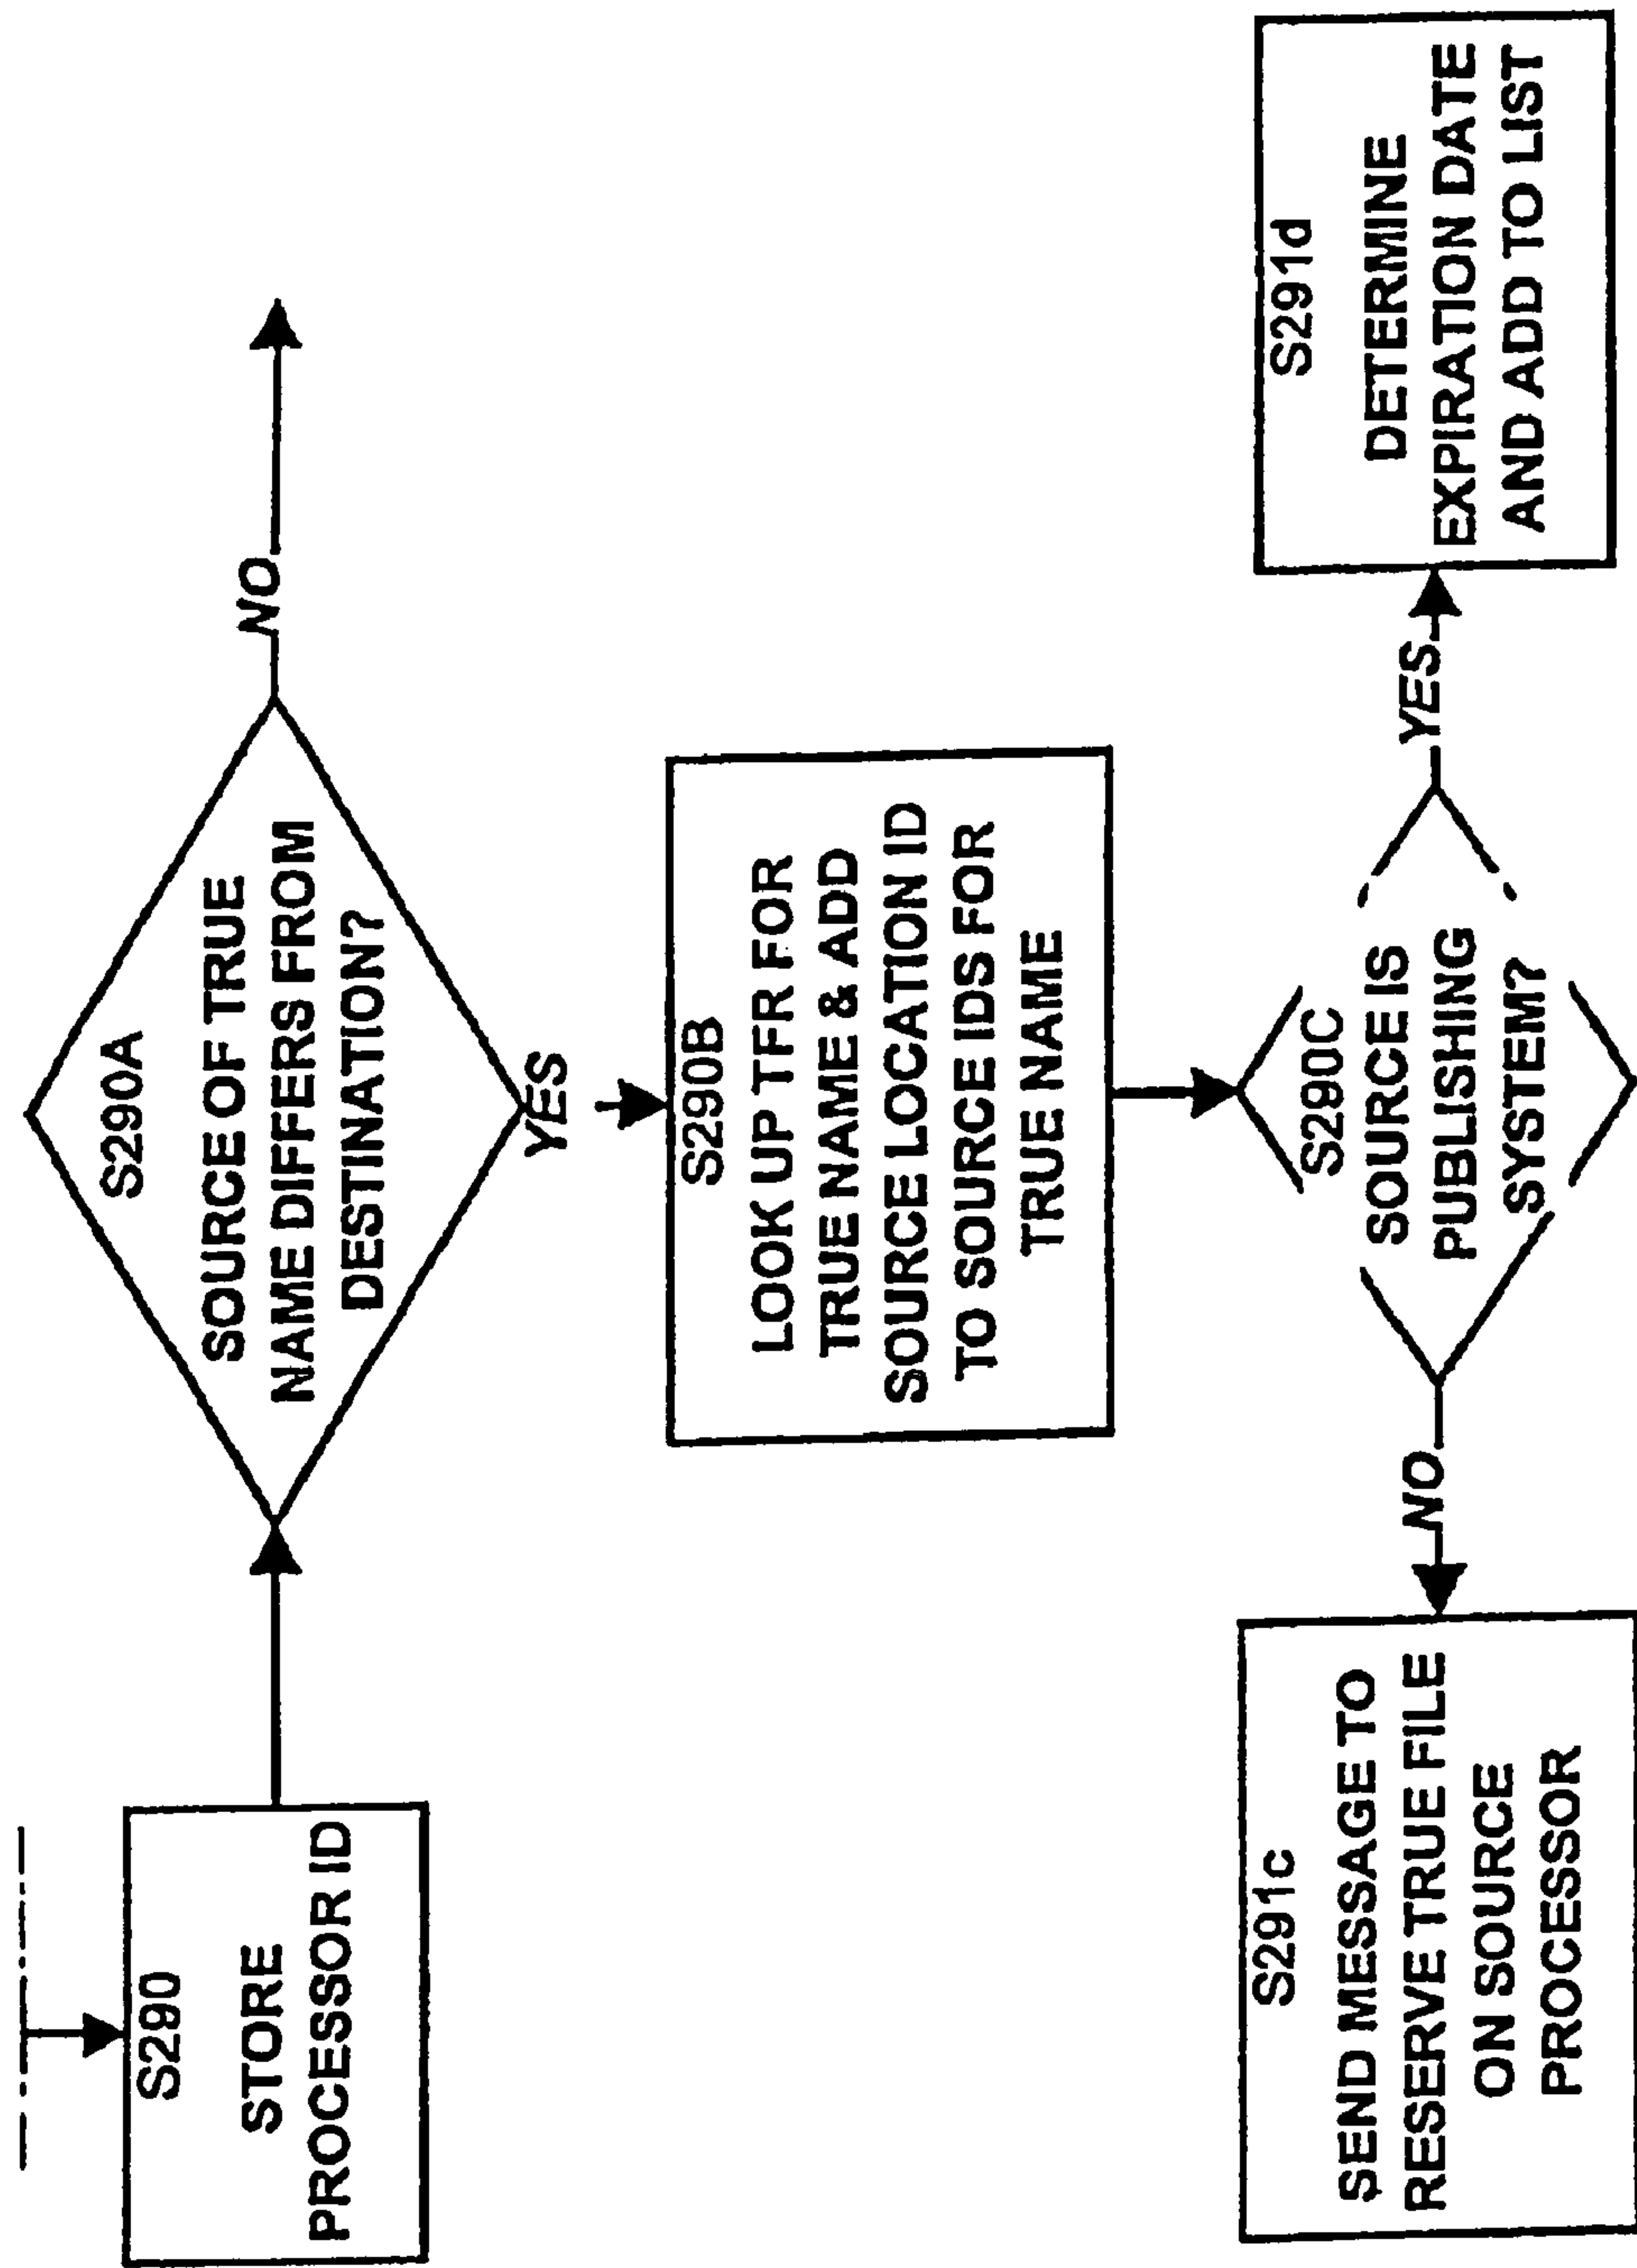 S290
STORE
PROCESSOR ID
S290A
SOURCE OF TRUE
NAME DIFFERS FROM
DESTINATION?
NO
YES
S290B
LOOK UP TFR FOR
TRUE NAME & ADD
SOURCE LOCATION ID
TO SOURCE IDS FOR
TRUE NAME
S290C
SOURCE IS
PUBLISHING
SYSTEM?
NO
YES
S291c
SEND MESSAGE TO
RESERVE TRUE FILE
ON SOURCE
PROCESSOR
S291d
DETERMINE
EXPIRATION DATE
AND ADD TO LIST